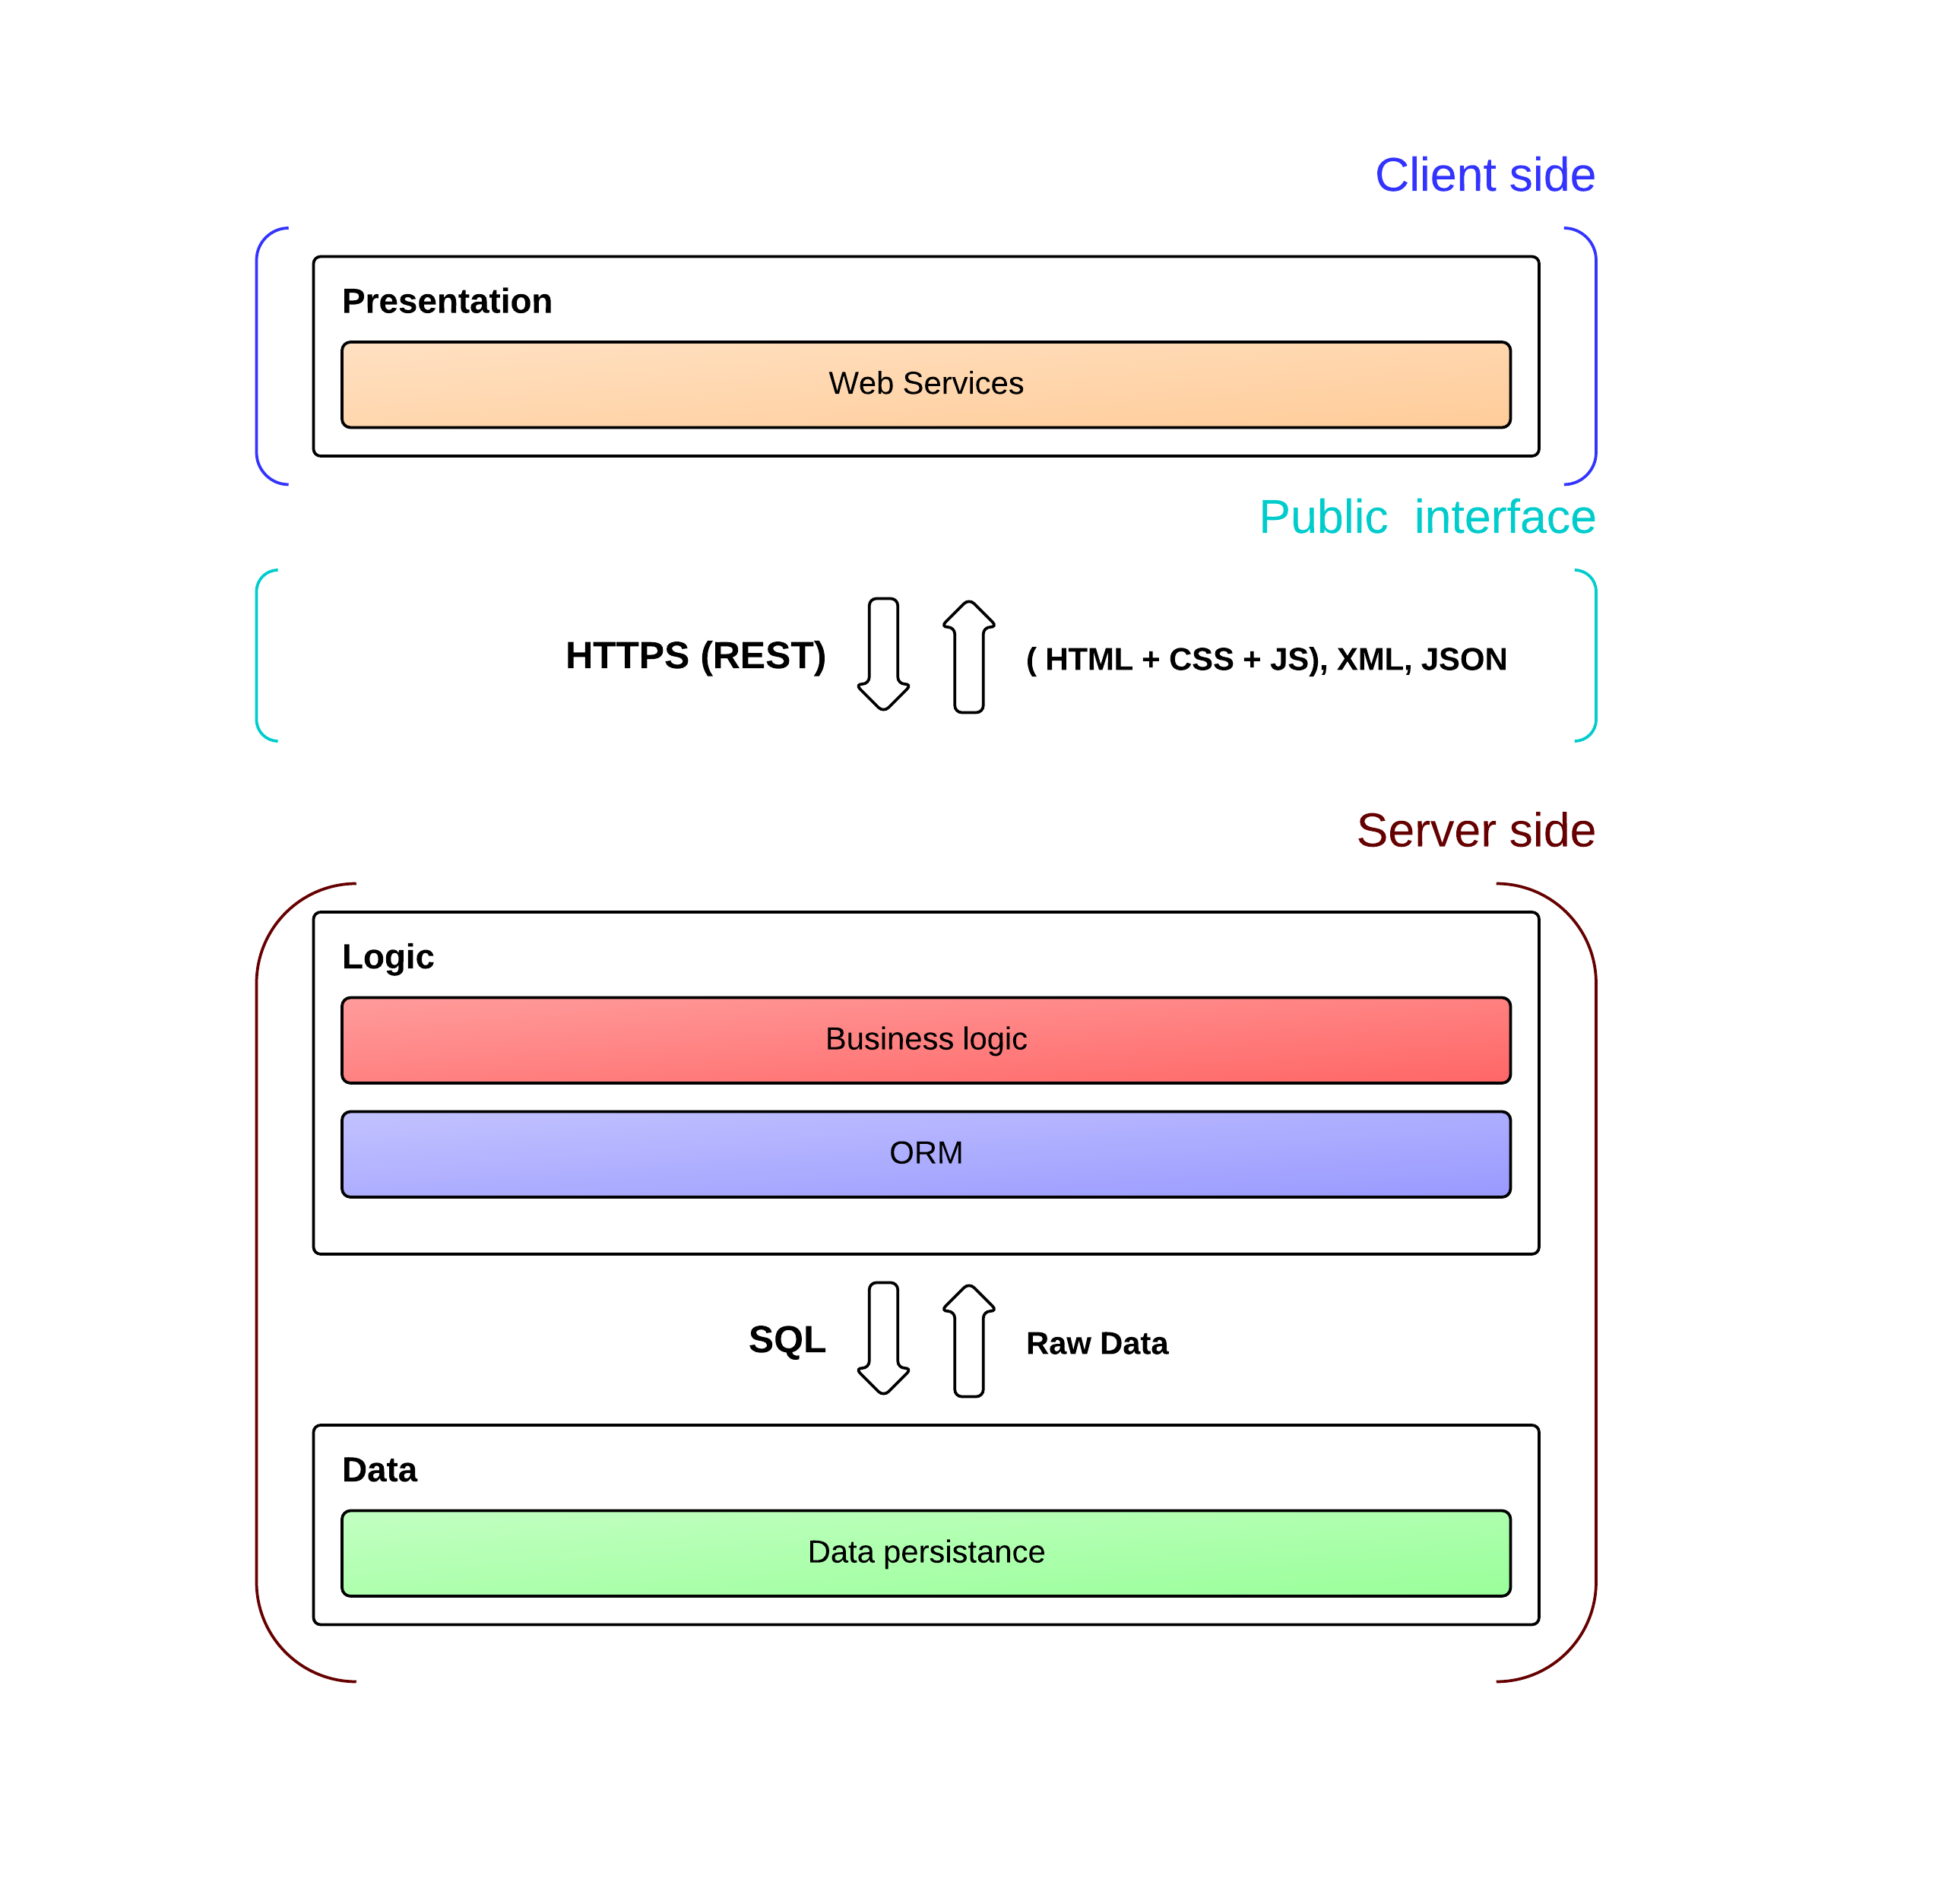 Client side
Presentation
Web Services
Public interface
HTTPS (REST)
( HTML + CSS + JS), XML, JSON
Server side
Logic
Business logic
ORM
SQL
Raw Data
Data
Data persistance